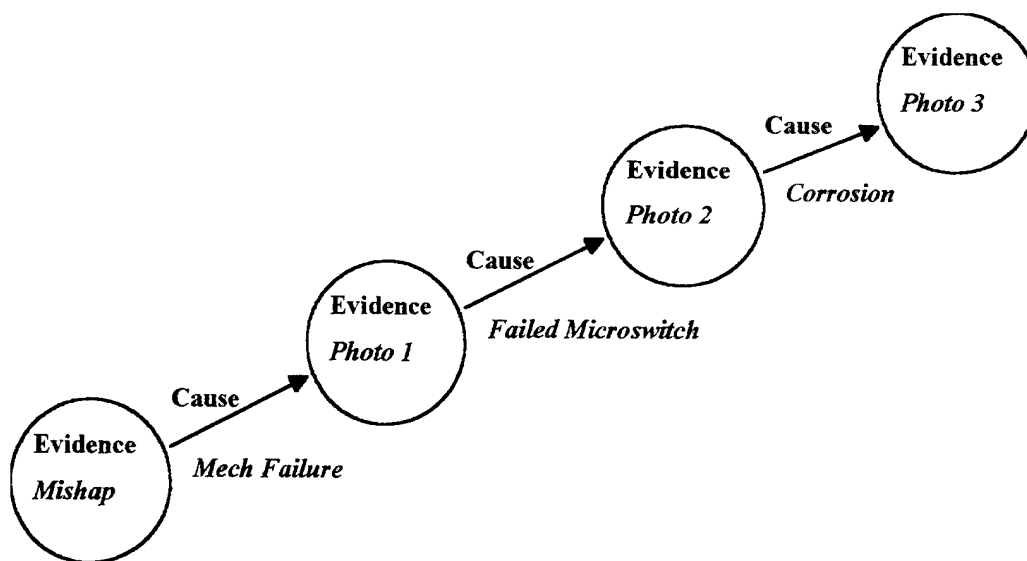 Evidence
Photo 3
Cause
Evidence
Photo 2
Corrosion
Cause
Evidence
Photo 1
Failed Microswitch
Cause
Evidence
Mishap
Mech Failure